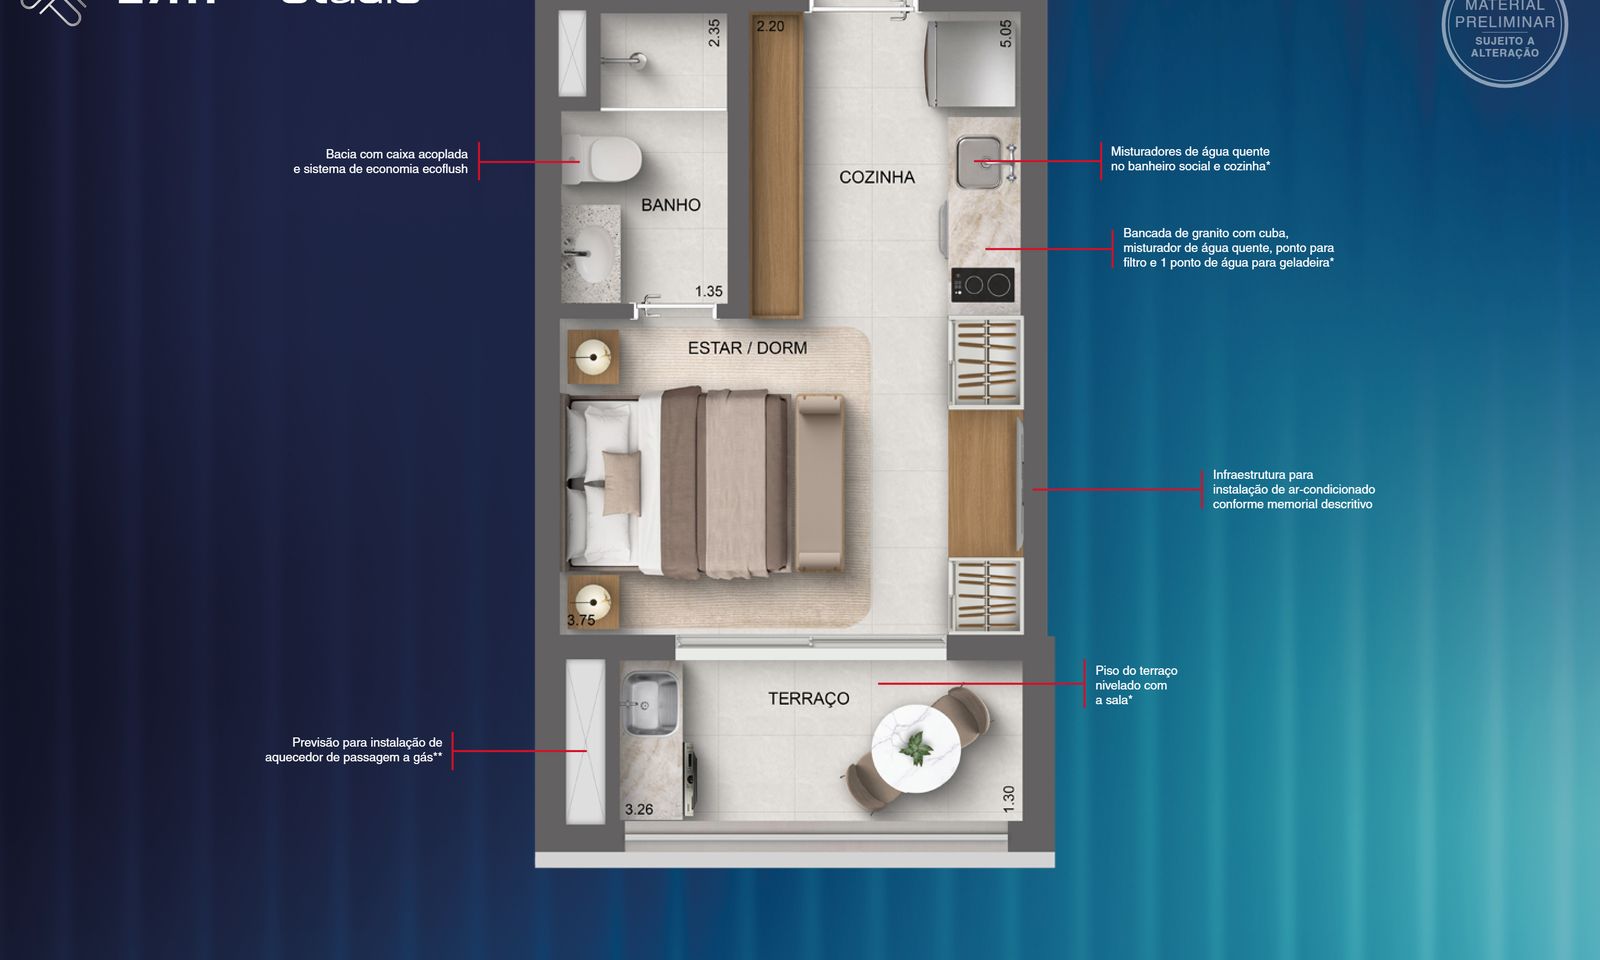 MATERIAL
PRELIMINAR
SUJEITO A
ALTERAÇÃO
2.35
2.20
5.05
Bacia com caixa acoplada
e sistema de economia ecoflush
BANHO
1.35
COZINHA
Misturadores de água quente
no banheiro social e cozinha*
Bancada de granito com cuba,
misturador de água quente, ponto para
filtro e 1 ponto de água para geladeira*
ESTAR / DORM
3.75
Infraestrutura para
instalação de ar-condicionado
conforme memorial descritivo
Piso do terraço
nivelado com
a sala*
TERRAÇO
Previsão para instalação de
aquecedor de passagem a gás**
3.26
1.30